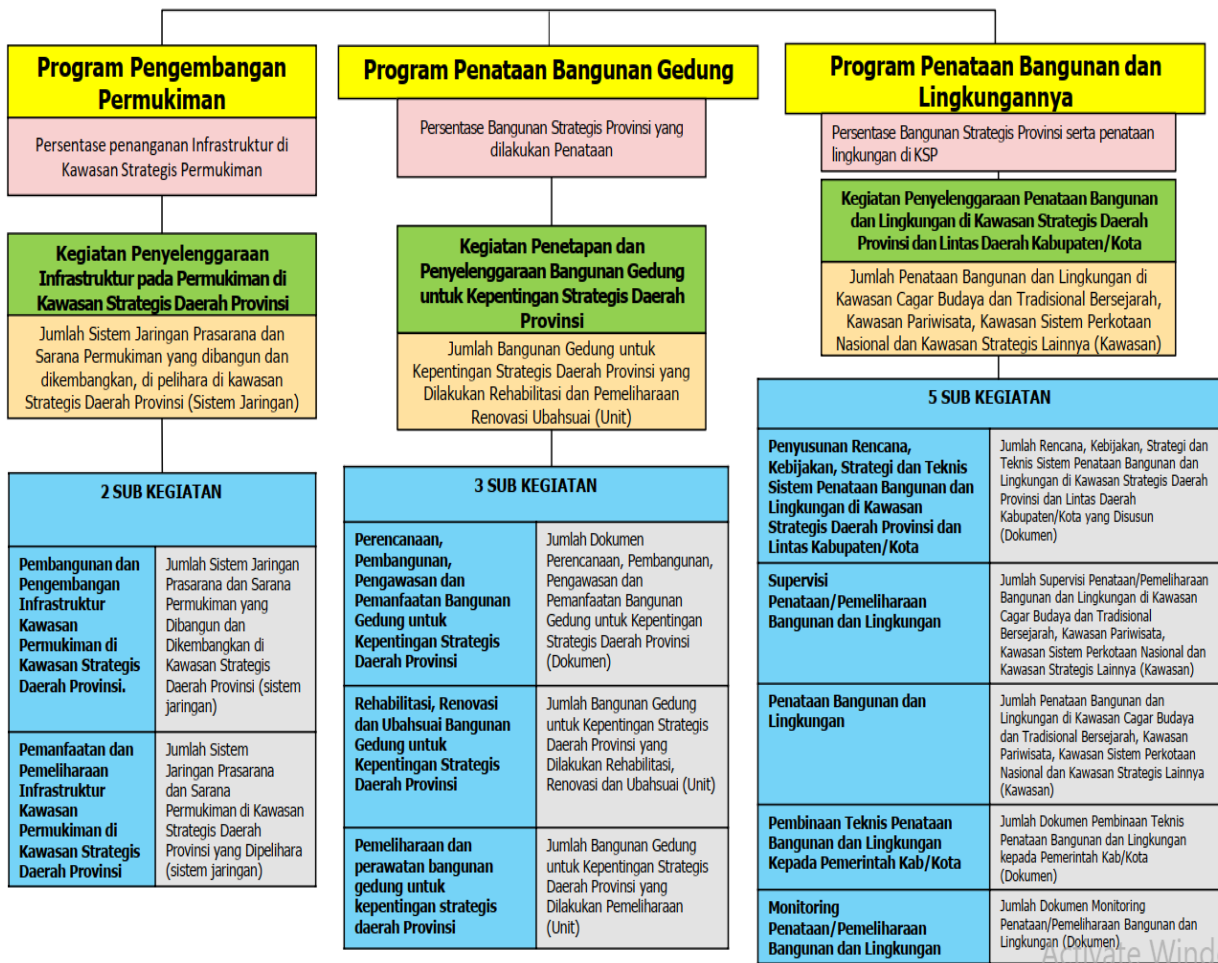 Program Pengembangan
Permukiman
Persentase penanganan Infrastruktur di
Kawasan Strategis Permukiman
Kegiatan Penyelenggaraan
Infrastruktur pada Permukiman di
Kawasan Strategis Daerah Provinsi
Jumlah Sistem Jaringan Prasarana dan
Sarana Permukiman yang dibangun dan
dikembangkan, di pelihara di kawasan
Strategis Daerah Provinsi (Sistem Jaringan)
2 SUB KEGIATAN
Pembangunan dan
Pengembangan
Infrastruktur
Kawasan
Permukiman di
Kawasan Strategis
Daerah Provinsi.
Jumlah Sistem Jaringan
Prasarana dan Sarana
Permukiman yang
Dibangun dan
Dikembangkan di
Kawasan Strategis
Daerah Provinsi (sistem
jaringan)
Pemanfaatan dan
Pemeliharaan
Infrastruktur
Kawasan
Permukiman di
Kawasan Strategis
Daerah Provinsi
Jumlah Sistem
Jaringan Prasarana
dan Sarana
Permukiman di Kawasan
Strategis Daerah
Provinsi yang Dipelihara
(sistem jaringan)
Program Penataan Bangunan Gedung
Persentase Bangunan Strategis Provinsi yang
dilakukan Penataan
Kegiatan Penetapan dan
Penyelenggaraan Bangunan Gedung
untuk Kepentingan Strategis Daerah
Provinsi
Jumlah Bangunan Gedung untuk
Kepentingan Strategis Daerah Provinsi yang
Dilakukan Rehabilitasi dan Pemeliharaan
Renovasi Ubahsuai (Unit)
3 SUB KEGIATAN
Perencanaan,
Pembangunan,
Pengawasan dan
Pemanfaatan Bangunan
Gedung untuk
Kepentingan Strategis
Daerah Provinsi
Jumlah Dokumen
Perencanaan, Pembangunan,
Pengawasan dan
Pemanfaatan Bangunan
Gedung untuk Kepentingan
Strategis Daerah Provinsi
(Dokumen)
Rehabilitasi, Renovasi
dan Ubahsuai Bangunan
Gedung untuk
Kepentingan Strategis
Daerah Provinsi
Jumlah Bangunan Gedung
untuk Kepentingan Strategis
Daerah Provinsi yang
Dilakukan Rehabilitasi,
Renovasi dan Ubahsuai (Unit)
Pemeliharaan dan
perawatan bangunan
gedung untuk
kepentingan strategis
daerah Provinsi
Jumlah Bangunan Gedung
untuk Kepentingan Strategis
Daerah Provinsi yang
Dilakukan Pemeliharaan
(Unit)
Program Penataan Bangunan dan
Lingkungannya
Persentase Bangunan Strategis Provinsi serta penataan
lingkungan di KSP
Kegiatan Penyelenggaraan Penataan Bangunan
dan Lingkungan di Kawasan Strategis Daerah
Provinsi dan Lintas Daerah Kabupaten/Kota
Jumlah Penataan Bangunan dan Lingkungan di
Kawasan Cagar Budaya dan Tradisional Bersejarah,
Kawasan Pariwisata, Kawasan Sistem Perkotaan
Nasional dan Kawasan Strategis Lainnya (Kawasan)
5 SUB KEGIATAN
Penyusunan Rencana,
Kebijakan, Strategi dan Teknis
Sistem Penataan Bangunan dan
Lingkungan di Kawasan
Strategis Daerah Provinsi dan
Lintas Kabupaten/Kota
Jumlah Rencana, Kebijakan, Strategi dan
Teknis Sistem Penataan Bangunan dan
Lingkungan di Kawasan Strategis Daerah
Provinsi dan Lintas Daerah
Kabupaten/Kota yang Disusun
(Dokumen)
Supervisi
Penataan/Pemeliharaan
Bangunan dan Lingkungan
Jumlah Supervisi Penataan/Pemeliharaan
Bangunan dan Lingkungan di Kawasan
Cagar Budaya dan Tradisional
Bersejarah, Kawasan Pariwisata,
Kawasan Sistem Perkotaan Nasional dan
Kawasan Strategis Lainnya (Kawasan)
Penataan Bangunan dan
Lingkungan
Jumlah Penataan Bangunan dan
Lingkungan di Kawasan Cagar Budaya
dan Tradisional Bersejarah, Kawasan
Pariwisata, Kawasan Sistem Perkotaan
Nasional dan Kawasan Strategis Lainnya
(Kawasan)
Pembinaan Teknis Penataan
Bangunan dan Lingkungan
Kepada Pemerintah Kab/Kota
Jumlah Dokumen Pembinaan Teknis
Penataan Bangunan dan Lingkungan
kepada Pemerintah Kab/Kota
(Dokumen)
Monitoring
Penataan/Pemeliharaan
Bangunan dan Lingkungan
Jumlah Dokumen Monitoring
Penataan/Pemeliharaan Bangunan dan
Lingkungan (Dokumen)
Activate Wind